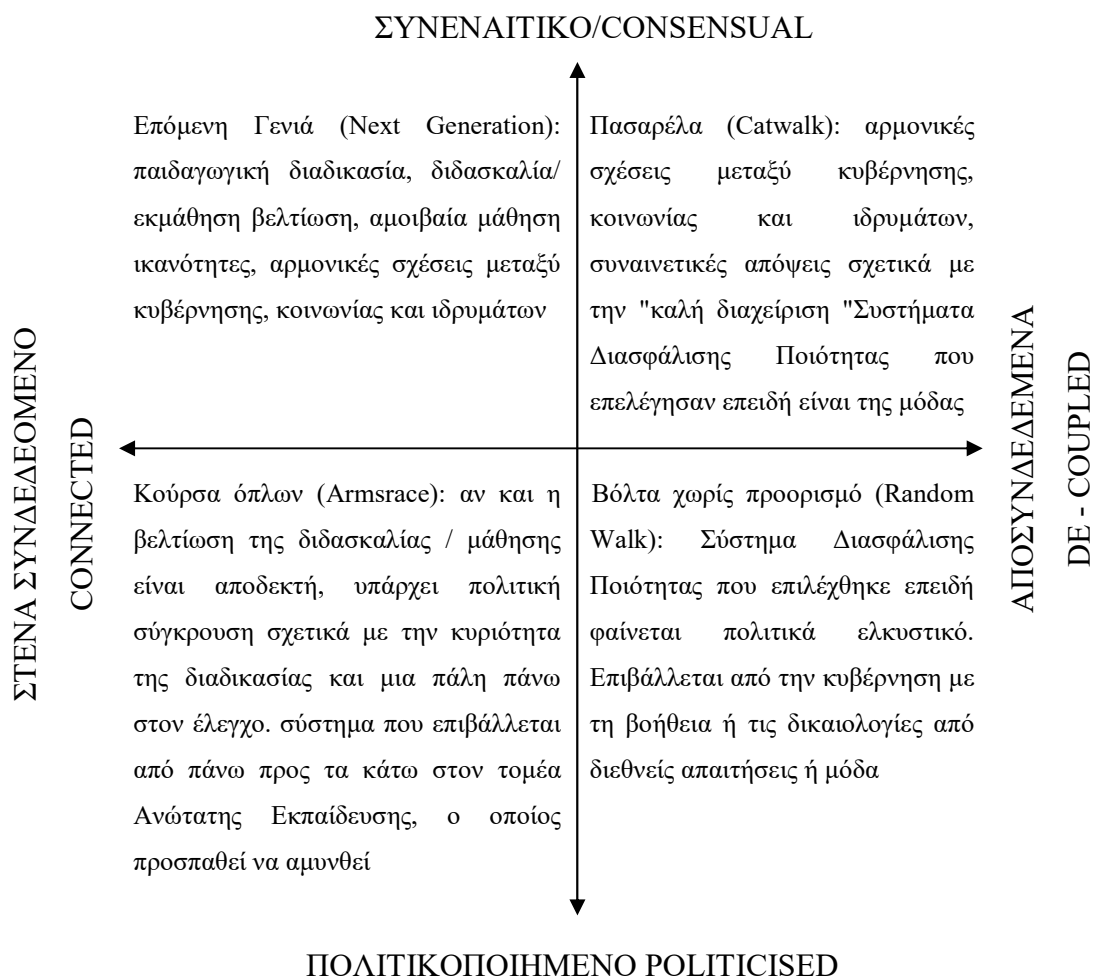 ΣΥΝΕΝΑΙΤΙΚΟ/CONSENSUAL
Επόμενη Γενιά (Next Generation):
παιδαγωγική διαδικασία, διδασκαλία/
εκμάθηση βελτίωση, αμοιβαία μάθηση
ικανότητες, αρμονικές σχέσεις μεταξύ
κυβέρνησης, κοινωνίας και ιδρυμάτων
Πασαρέλα (Catwalk): αρμονικές
σχέσεις μεταξύ κυβέρνησης,
κοινωνίας και ιδρυμάτων,
συναινετικές απόψεις σχετικά με
την "καλή διαχείριση "Συστήματα
Διασφάλισης Ποιότητας που
επελέγησαν επειδή είναι της μόδας
ΣΤΕΝΑ ΣΥΝΔΕΔΕΟΜΕΝΟ
CONNECTED
ΑΠΟΣΥΝΔΕΔΕΜΕΝΑ
DE - COUPLED
Κούρσα όπλων (Armsrace): αν και η
βελτίωση της διδασκαλίας / μάθησης
είναι αποδεκτή, υπάρχει πολιτική
σύγκρουση σχετικά με την κυριότητα
της διαδικασίας και μια πάλη πάνω
στον έλεγχο. σύστημα που επιβάλλεται
από πάνω προς τα κάτω στον τομέα
Ανώτατης Εκπαίδευσης, ο οποίος
προσπαθεί να αμυνθεί
Βόλτα χωρίς προορισμό (Random
Walk): Σύστημα Διασφάλισης
Ποιότητας που επιλέχθηκε επειδή
φαίνεται πολιτικά ελκυστικό.
Επιβάλλεται από την κυβέρνηση με
τη βοήθεια ή τις δικαιολογίες από
διεθνείς απαιτήσεις ή μόδα
ΠΟΛΙΤΙΚΟΠΟΙΗΜΕΝΟ POLITICISED